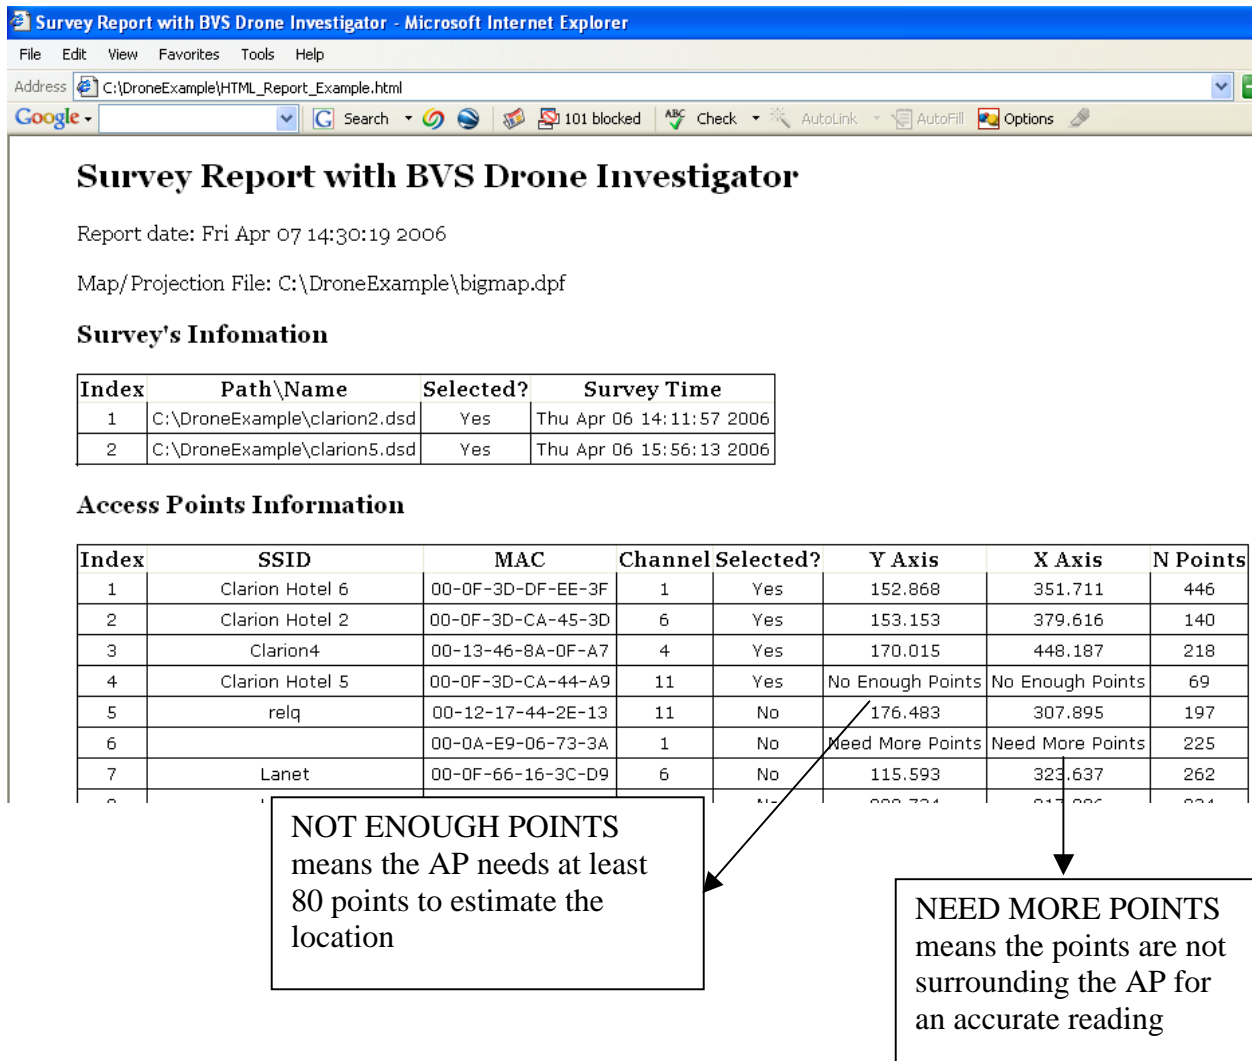 Survey Report with BVS Drone Investigator - Microsoft Internet Explorer
File Edit View Favorites Tools Help
Address C:\DroneExample\HTML_Report_Example.html
Google Search 101 blocked ABC Check AutoLink AutoFill Options
Survey Report with BVS Drone Investigator
Report date: Fri Apr 07 14:30:19 2006
Map/Projection File: C:\DroneExample\bigmap.dpf
Survey's Infomation
Index Path\Name Selected? Survey Time
1 C:\DroneExample\clarion2.dsd Yes Thu Apr 06 14:11:57 2006
2 C:\DroneExample\clarion5.dsd Yes Thu Apr 06 15:56:13 2006
Access Points Information
Index SSID MAC Channel Selected? Y Axis X Axis N Points
1 Clarion Hotel 6 00-0F-3D-DF-EE-3F 1 Yes 152.868 351.711 446
2 Clarion Hotel 2 00-0F-3D-CA-45-3D 6 Yes 153.153 379.616 140
3 Clarion4 00-13-46-8A-0F-A7 4 Yes 170.015 448.187 218
4 Clarion Hotel 5 00-0F-3D-CA-44-A9 11 Yes No Enough Points No Enough Points 69
5 relq 00-12-17-44-2E-13 11 No 176.483 307.895 197
6 00-0A-E9-06-73-3A 1 No Need More Points Need More Points 225
7 Lanet 00-0F-66-16-3C-D9 6 No 115.593 323.637 262
NOT ENOUGH POINTS
means the AP needs at least
80 points to estimate the
location
NEED MORE POINTS
means the points are not
surrounding the AP for
an accurate reading